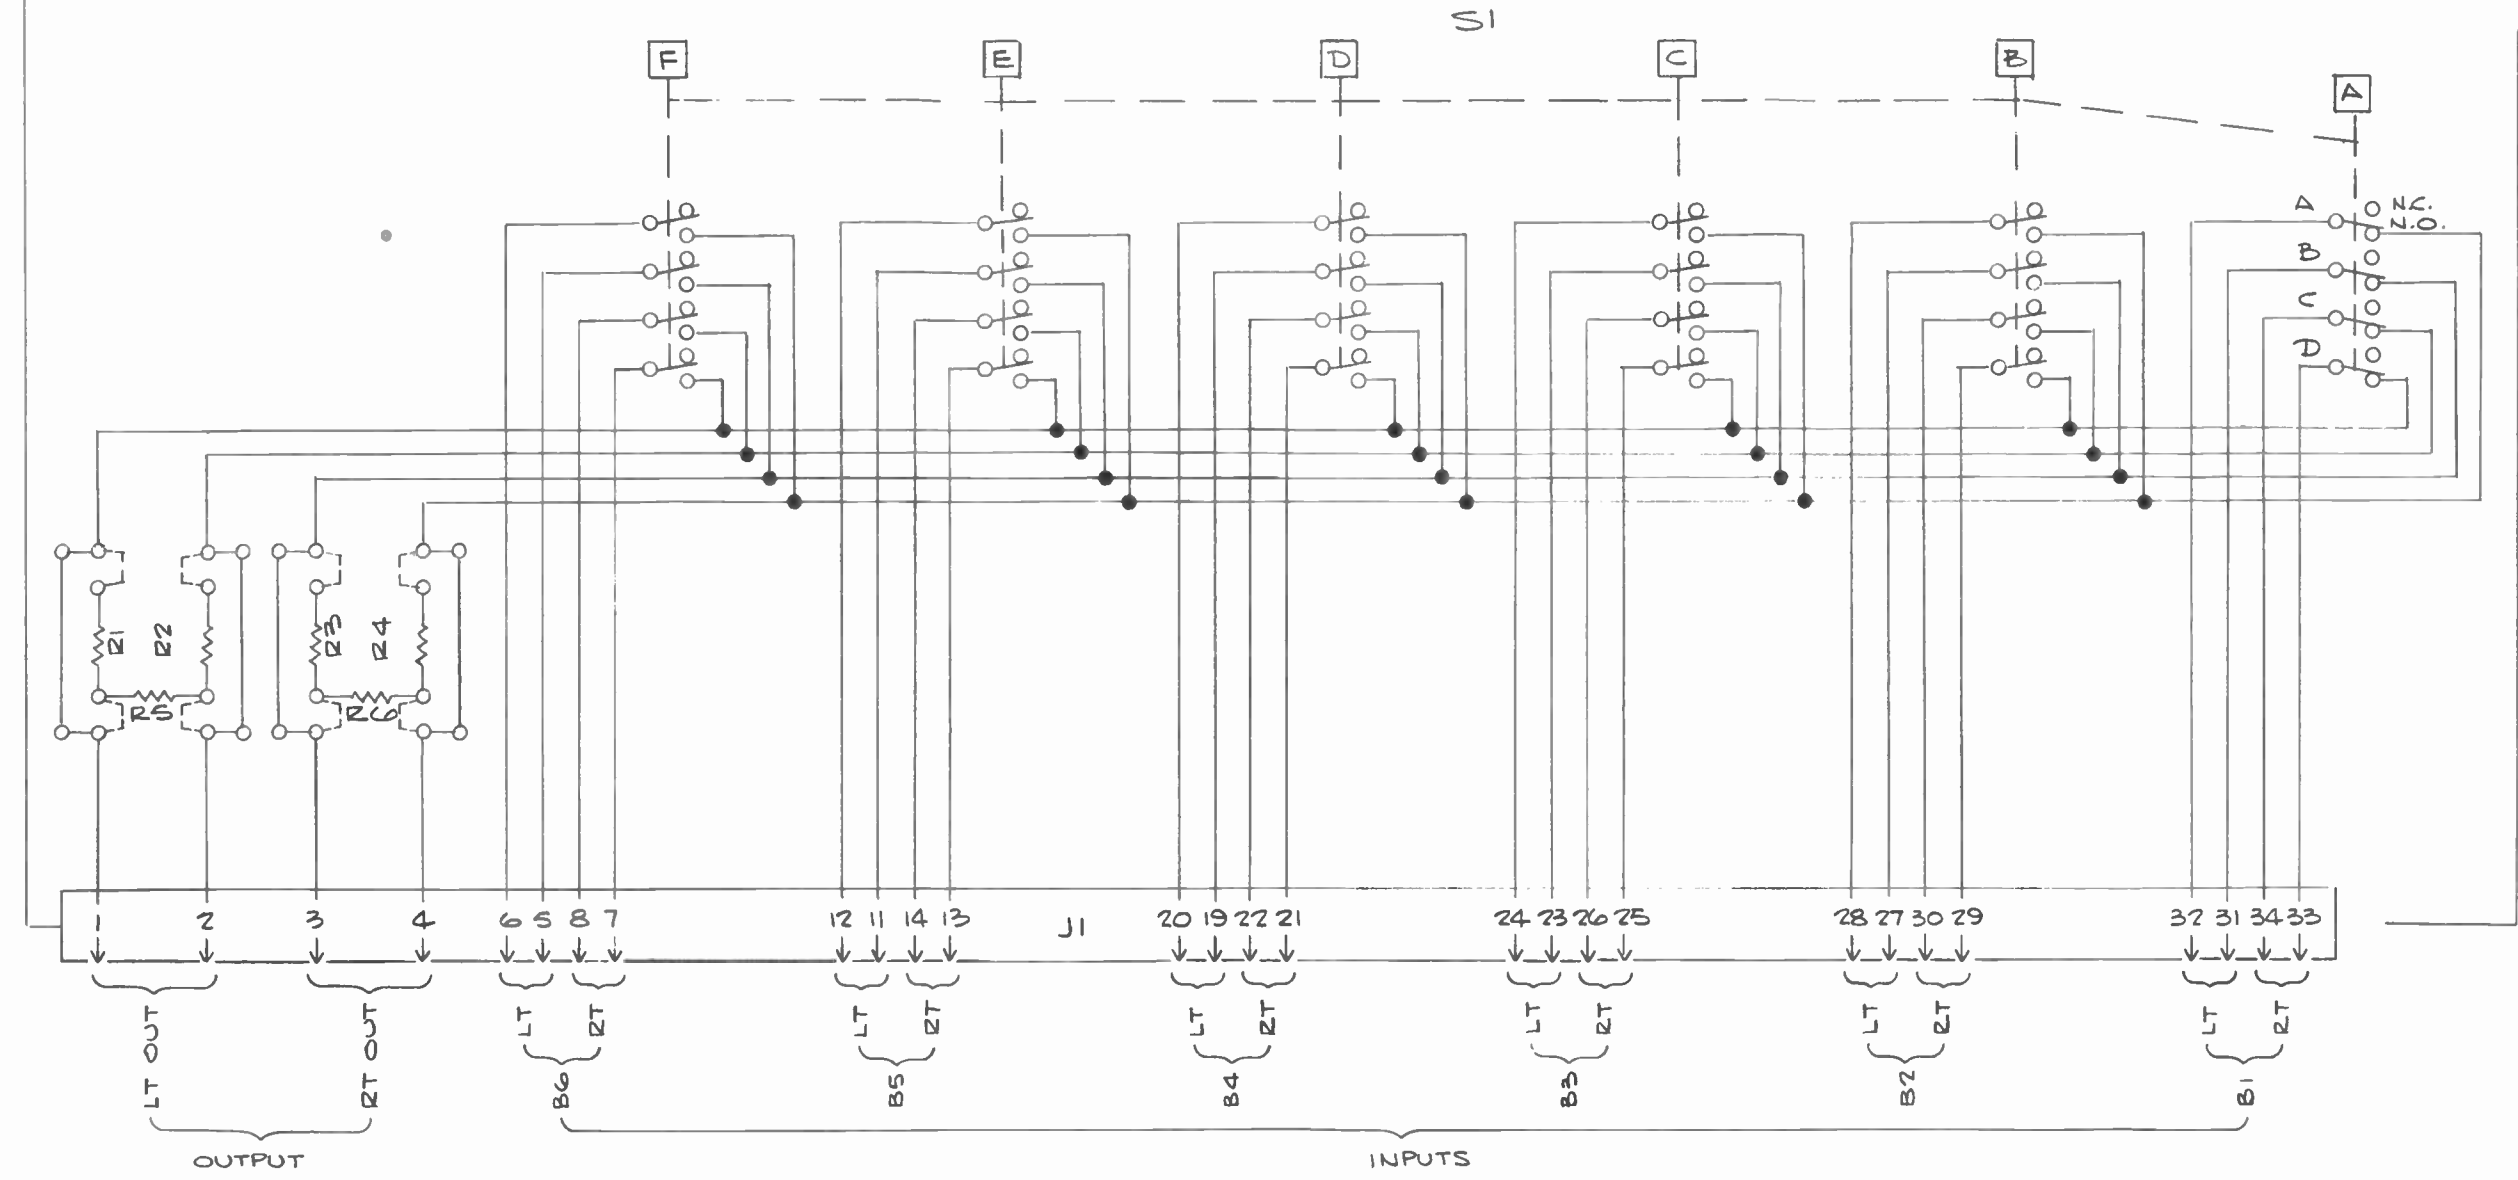 S1
F E D C B A
A N.C.
N.O.
B
C
D
R1 R2 R3 R4
R5 R6
1 2 3 4 6 5 8 7 12 11 14 13 J1 20 19 22 21 24 23 26 25 28 27 30 29 32 31 34 33
LT RT LT RT LT RT LT RT LT RT LT RT
LT OUT RT OUT B6 B5 B4 B3 B2 B1
OUTPUT INPUTS